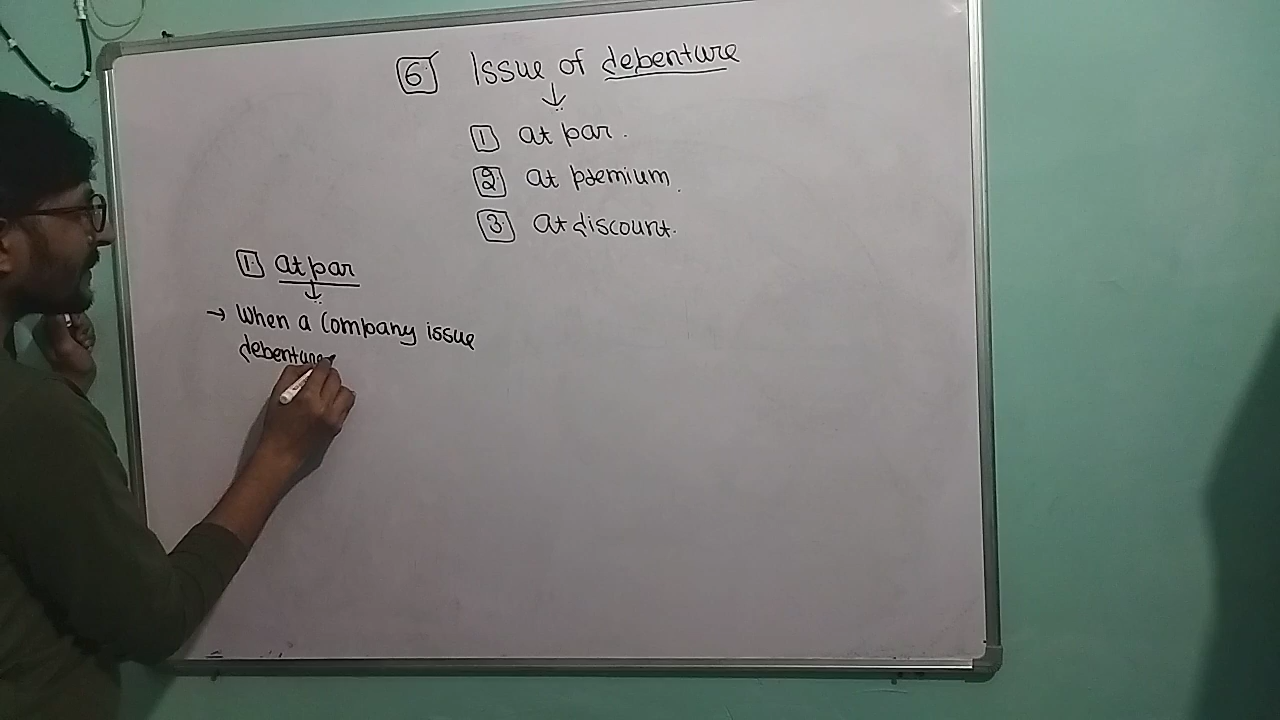 6 Issue of debenture
↓
1 at par.
2 at premium.
3 at discount.
1 at par
↓
→ When a Company issue
debenture